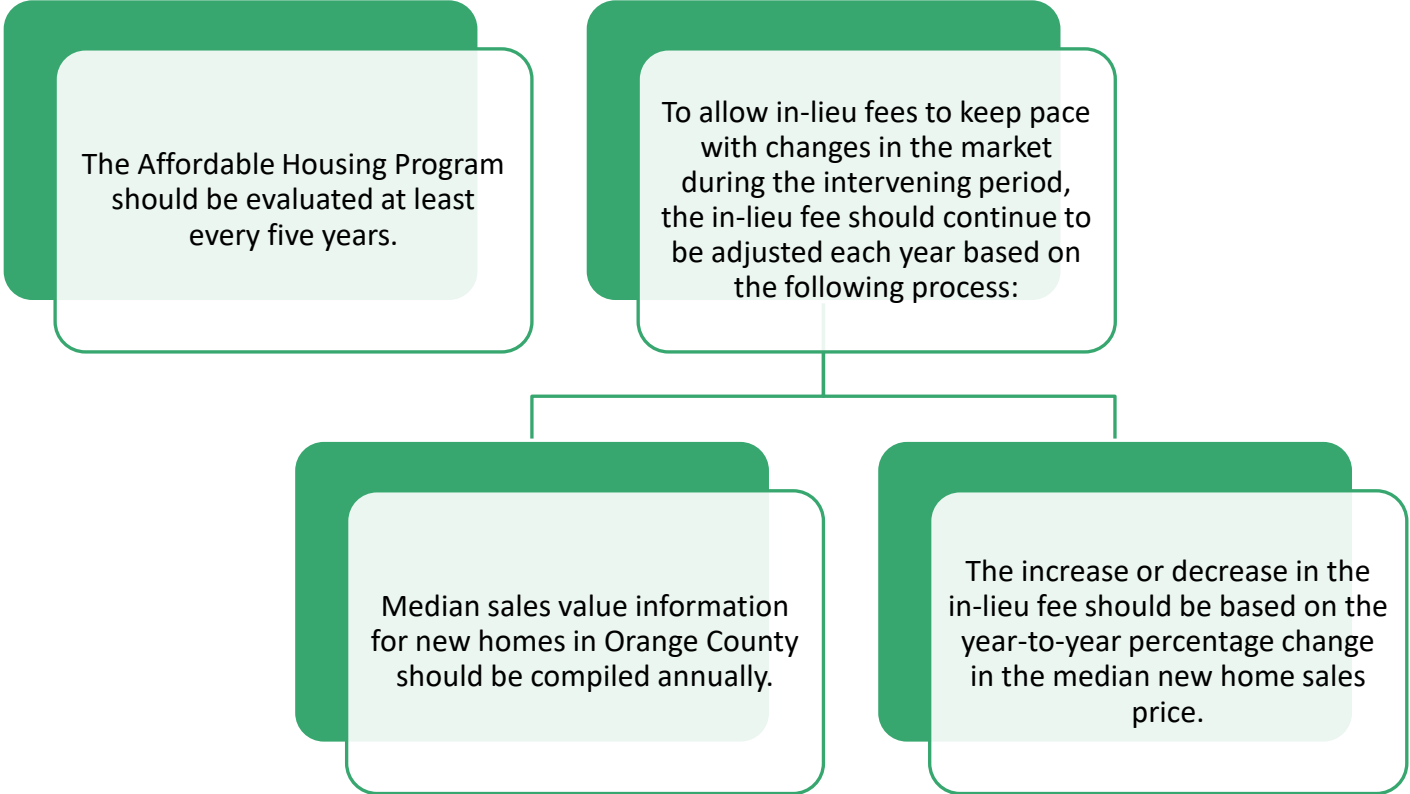 The Affordable Housing Program
should be evaluated at least
every five years.
To allow in-lieu fees to keep pace
with changes in the market
during the intervening period,
the in-lieu fee should continue to
be adjusted each year based on
the following process:
Median sales value information
for new homes in Orange County
should be compiled annually.
The increase or decrease in the
in-lieu fee should be based on the
year-to-year percentage change
in the median new home sales
price.